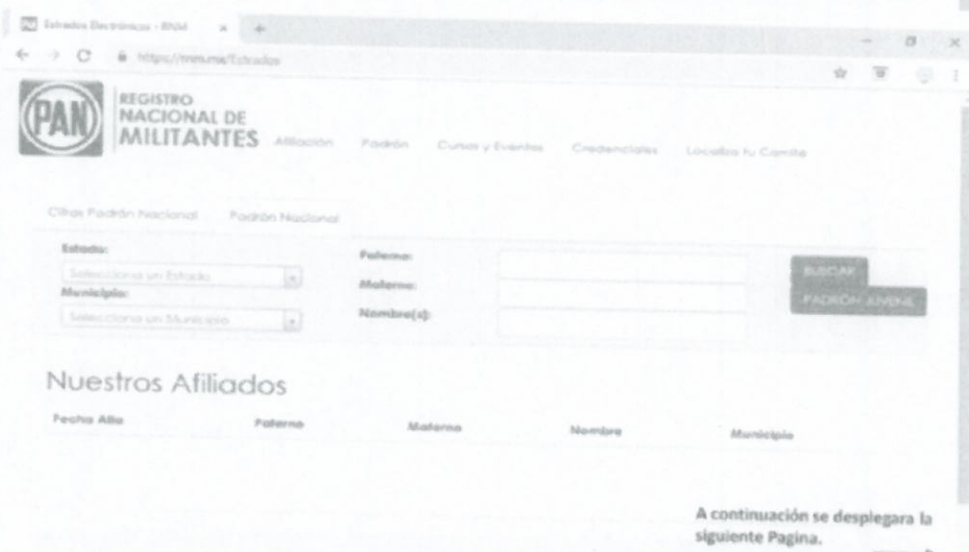 Estrados Electrónicos - RNM
https://rnm.mx/Estrados
PAN
REGISTRO
NACIONAL DE
MILITANTES
Afiliación Padrón Cursos y Eventos Credenciales Localiza tu Comité
Cifras Padrón Nacional Padrón Nacional
Estado:
Selecciona un Estado
Municipio:
Selecciona un Municipio
Paterno:
Materno:
Nombre(s):
BUSCAR
PADRÓN JUVENIL
Nuestros Afiliados
Fecha Alta Paterno Materno Nombre Municipio
A continuación se desplegara la
siguiente Pagina.